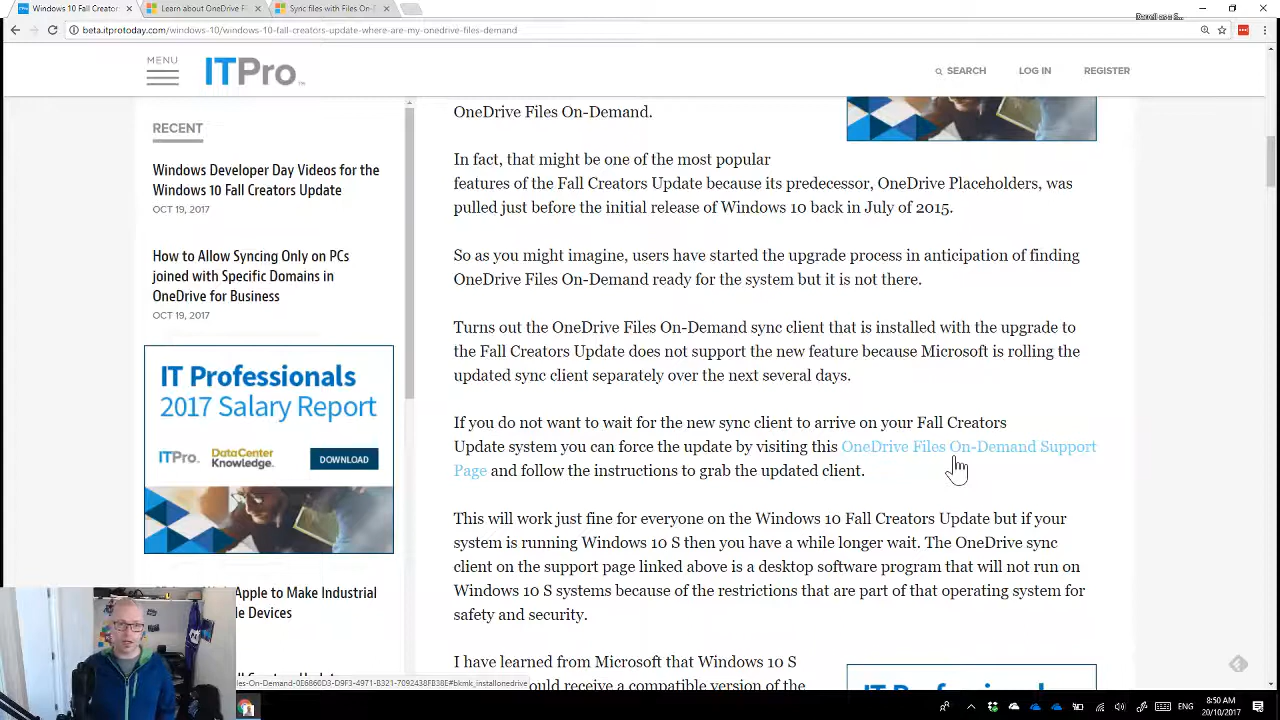 Windows 10 Fall Creator
Learn about OneDrive Fi
Sync files with Files On-D
beta.itprotoday.com/windows-10/windows-10-fall-creators-update-where-are-my-onedrive-files-demand
MENU
ITPro
SEARCH
LOG IN
REGISTER
RECENT
Windows Developer Day Videos for the
Windows 10 Fall Creators Update
OCT 19, 2017
How to Allow Syncing Only on PCs
joined with Specific Domains in
OneDrive for Business
OCT 19, 2017
IT Professionals
2017 Salary Report
ITPro
DataCenter
Knowledge
DOWNLOAD
Apple to Make Industrial
Devices
OneDrive Files On-Demand.
In fact, that might be one of the most popular
features of the Fall Creators Update because its predecessor, OneDrive Placeholders, was
pulled just before the initial release of Windows 10 back in July of 2015.
So as you might imagine, users have started the upgrade process in anticipation of finding
OneDrive Files On-Demand ready for the system but it is not there.
Turns out the OneDrive Files On-Demand sync client that is installed with the upgrade to
the Fall Creators Update does not support the new feature because Microsoft is rolling the
updated sync client separately over the next several days.
If you do not want to wait for the new sync client to arrive on your Fall Creators
Update system you can force the update by visiting this OneDrive Files On-Demand Support
Page and follow the instructions to grab the updated client.
This will work just fine for everyone on the Windows 10 Fall Creators Update but if your
system is running Windows 10 S then you have a while longer wait. The OneDrive sync
client on the support page linked above is a desktop software program that will not run on
Windows 10 S systems because of the restrictions that are part of that operating system for
safety and security.
I have learned from Microsoft that Windows 10 S
ould receive a compatible version of the
IT Professionals
es-On-Demand-0E6860D3-D9F3-4971-B321-7092438FB38E#bkmk_installonedrive
ENG
8:50 AM
20/10/2017